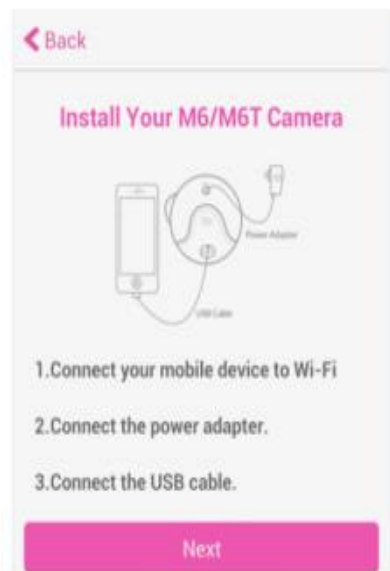 Back
Install Your M6/M6T Camera
Power Adapter
USB Cable
1.Connect your mobile device to Wi-Fi
2.Connect the power adapter.
3.Connect the USB cable.
Next